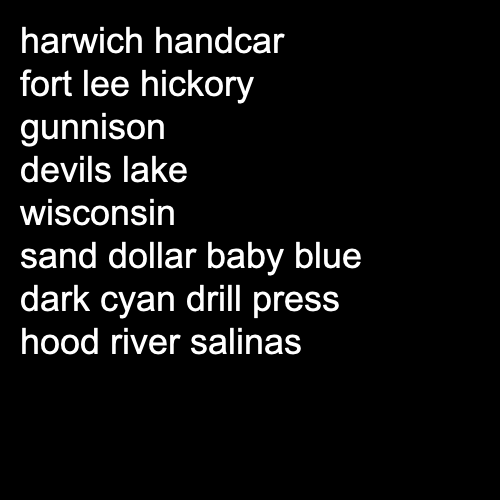 harwich handcar
fort lee hickory
gunnison
devils lake
wisconsin
sand dollar baby blue
dark cyan drill press
hood river salinas